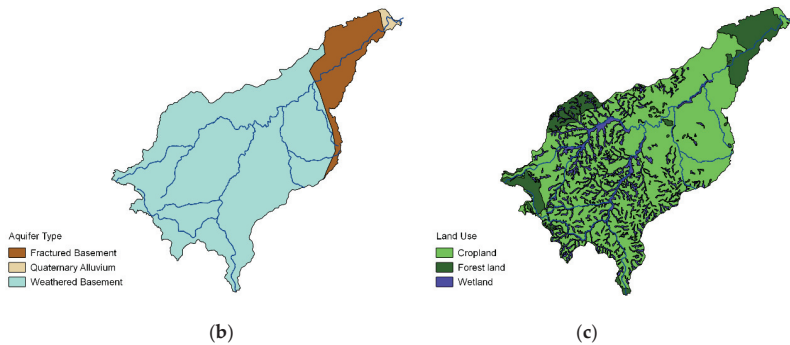 Aquifer Type
Fractured Basement
Quaternary Alluvium
Weathered Basement
(b)
Land Use
Cropland
Forest land
Wetland
(c)